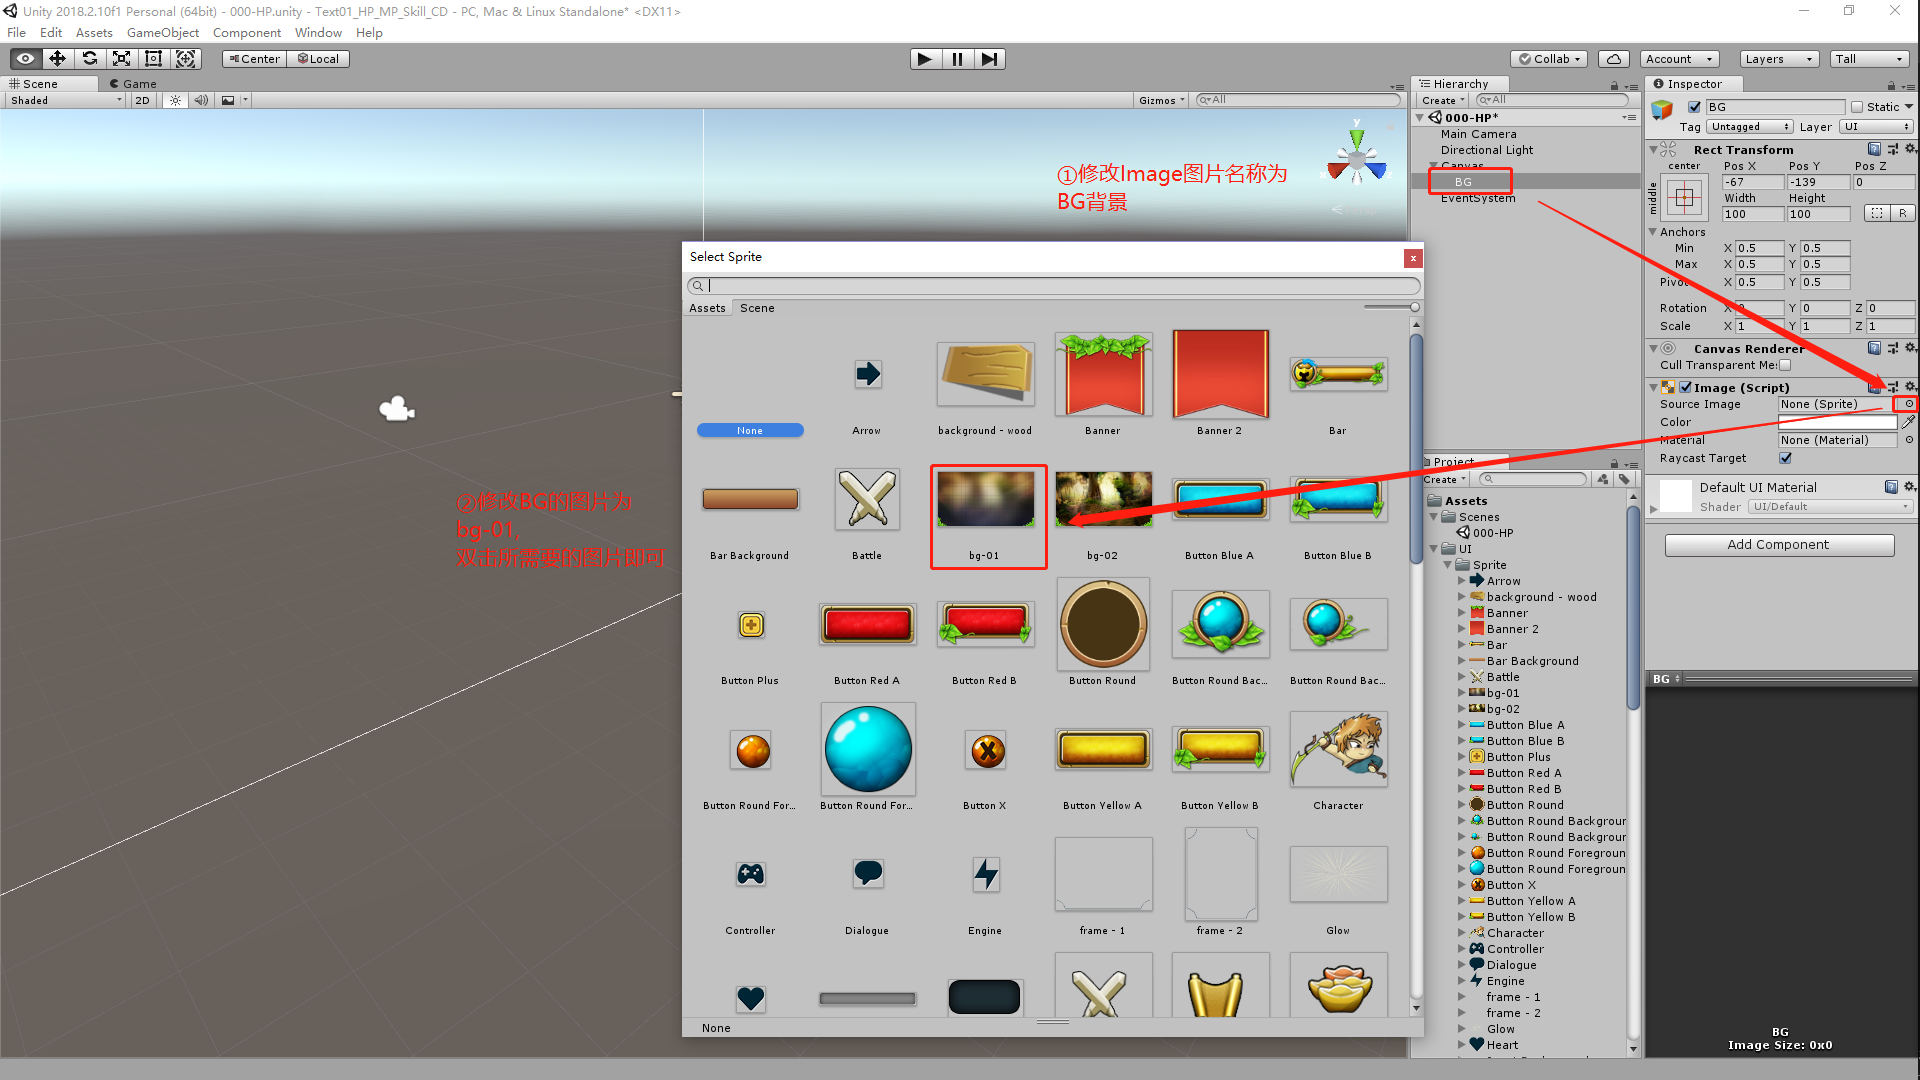 Unity 2018.2.10f1 Personal (64bit) - 000-HP.unity - Text01_HP_MP_Skill_CD - PC, Mac & Linux Standalone* <DX11>
File Edit Assets GameObject Component Window Help
Center Local
Collab Account Layers Tall
Scene Game
Shaded 2D Gizmos All
Hierarchy
Create All
000-HP*
Main Camera
Directional Light
Canvas
BG
EventSystem
①修改Image图片名称为
BG背景
②修改BG的图片为
bg-01,
双击所需要的图片即可
Select Sprite
Assets Scene
None Arrow background - wood Banner Banner 2 Bar
Bar Background Battle bg-01 bg-02 Button Blue A Button Blue B
Button Plus Button Red A Button Red B Button Round Button Round Bac... Button Round Bac...
Button Round For... Button Round For... Button X Button Yellow A Button Yellow B Character
Controller Dialogue Engine frame - 1 frame - 2 Glow
None
Project
Create
Assets
Scenes
000-HP
UI
Sprite
Arrow
background - wood
Banner
Banner 2
Bar
Bar Background
Battle
bg-01
bg-02
Button Blue A
Button Blue B
Button Plus
Button Red A
Button Red B
Button Round
Button Round Backgroun
Button Round Backgroun
Button Round Foregroun
Button Round Foregroun
Button X
Button Yellow A
Button Yellow B
Character
Controller
Dialogue
Engine
frame - 1
frame - 2
Glow
Heart
Inspector
BG Static
Tag Untagged Layer UI
Rect Transform
center Pos X Pos Y Pos Z
middle -67 -139 0
Width Height
100 100 R
Anchors
Min X 0.5 Y 0.5
Max X 0.5 Y 0.5
Pivot X 0.5 Y 0.5
Rotation X 0 Y 0 Z 0
Scale X 1 Y 1 Z 1
Canvas Renderer
Cull Transparent Me:
Image (Script)
Source Image None (Sprite)
Color
Material None (Material)
Raycast Target
Default UI Material
Shader UI/Default
Add Component
BG
BG
Image Size: 0x0